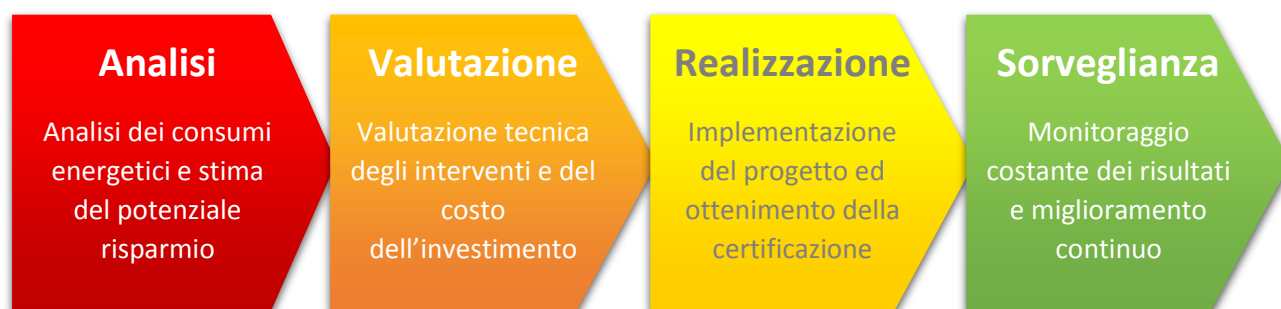 Analisi
Analisi dei consumi
energetici e stima
del potenziale
risparmio
Valutazione
Valutazione tecnica
degli interventi e del
costo
dell’investimento
Realizzazione
Implementazione
del progetto ed
ottenimento della
certificazione
Sorveglianza
Monitoraggio
costante dei risultati
e miglioramento
continuo